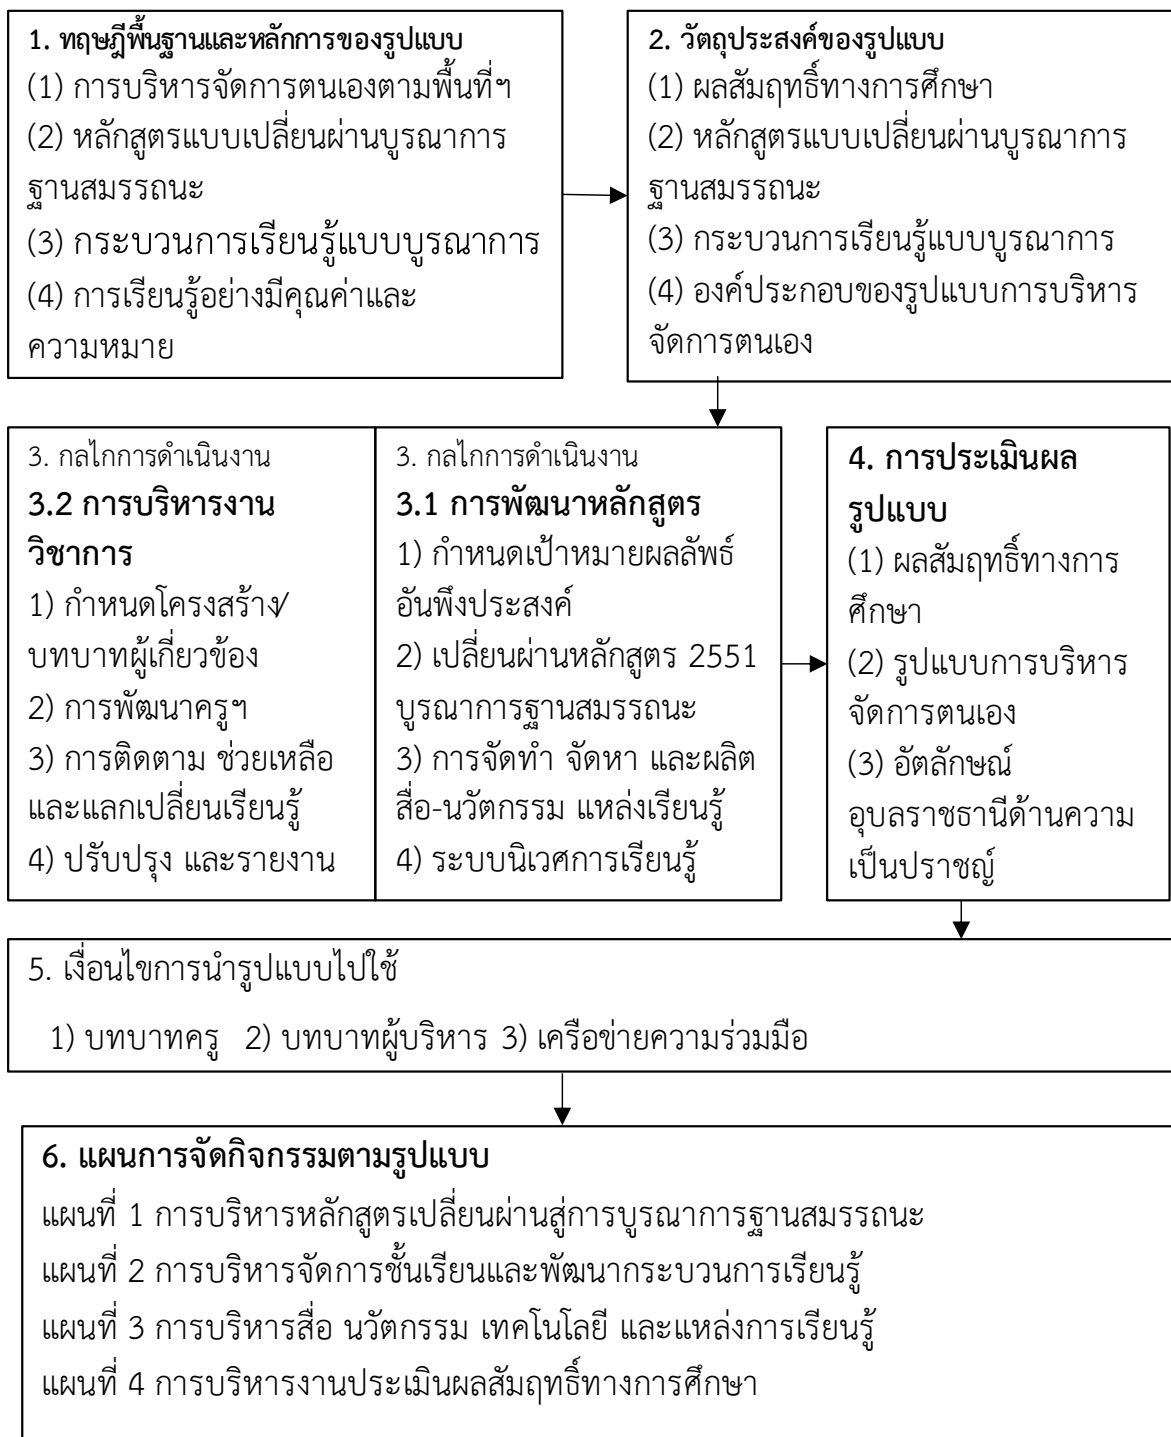 1. ทฤษฎีพื้นฐานและหลักการของรูปแบบ
(1) การบริหารจัดการตนเองตามพื้นที่ฯ
(2) หลักสูตรแบบเปลี่ยนผ่านบูรณาการ
ฐานสมรรถนะ
(3) กระบวนการเรียนรู้แบบบูรณาการ
(4) การเรียนรู้อย่างมีคุณค่าและ
ความหมาย
2. วัตถุประสงค์ของรูปแบบ
(1) ผลสัมฤทธิ์ทางการศึกษา
(2) หลักสูตรแบบเปลี่ยนผ่านบูรณาการ
ฐานสมรรถนะ
(3) กระบวนการเรียนรู้แบบบูรณาการ
(4) องค์ประกอบของรูปแบบการบริหาร
จัดการตนเอง
3. กลไกการดำเนินงาน
3.2 การบริหารงาน
วิชาการ
1) กำหนดโครงสร้าง/
บทบาทผู้เกี่ยวข้อง
2) การพัฒนาครูฯ
3) การติดตาม ช่วยเหลือ
และแลกเปลี่ยนเรียนรู้
4) ปรับปรุง และรายงาน
3. กลไกการดำเนินงาน
3.1 การพัฒนาหลักสูตร
1) กำหนดเป้าหมายผลลัพธ์
อันพึงประสงค์
2) เปลี่ยนผ่านหลักสูตร 2551
บูรณาการฐานสมรรถนะ
3) การจัดทำ จัดหา และผลิต
สื่อ-นวัตกรรม แหล่งเรียนรู้
4) ระบบนิเวศการเรียนรู้
4. การประเมินผล
รูปแบบ
(1) ผลสัมฤทธิ์ทางการ
ศึกษา
(2) รูปแบบการบริหาร
จัดการตนเอง
(3) อัตลักษณ์
อุบลราชธานีด้านความ
เป็นปราชญ์
5. เงื่อนไขการนำรูปแบบไปใช้
1) บทบาทครู 2) บทบาทผู้บริหาร 3) เครือข่ายความร่วมมือ
6. แผนการจัดกิจกรรมตามรูปแบบ
แผนที่ 1 การบริหารหลักสูตรเปลี่ยนผ่านสู่การบูรณาการฐานสมรรถนะ
แผนที่ 2 การบริหารจัดการชั้นเรียนและพัฒนากระบวนการเรียนรู้
แผนที่ 3 การบริหารสื่อ นวัตกรรม เทคโนโลยี และแหล่งการเรียนรู้
แผนที่ 4 การบริหารงานประเมินผลสัมฤทธิ์ทางการศึกษา